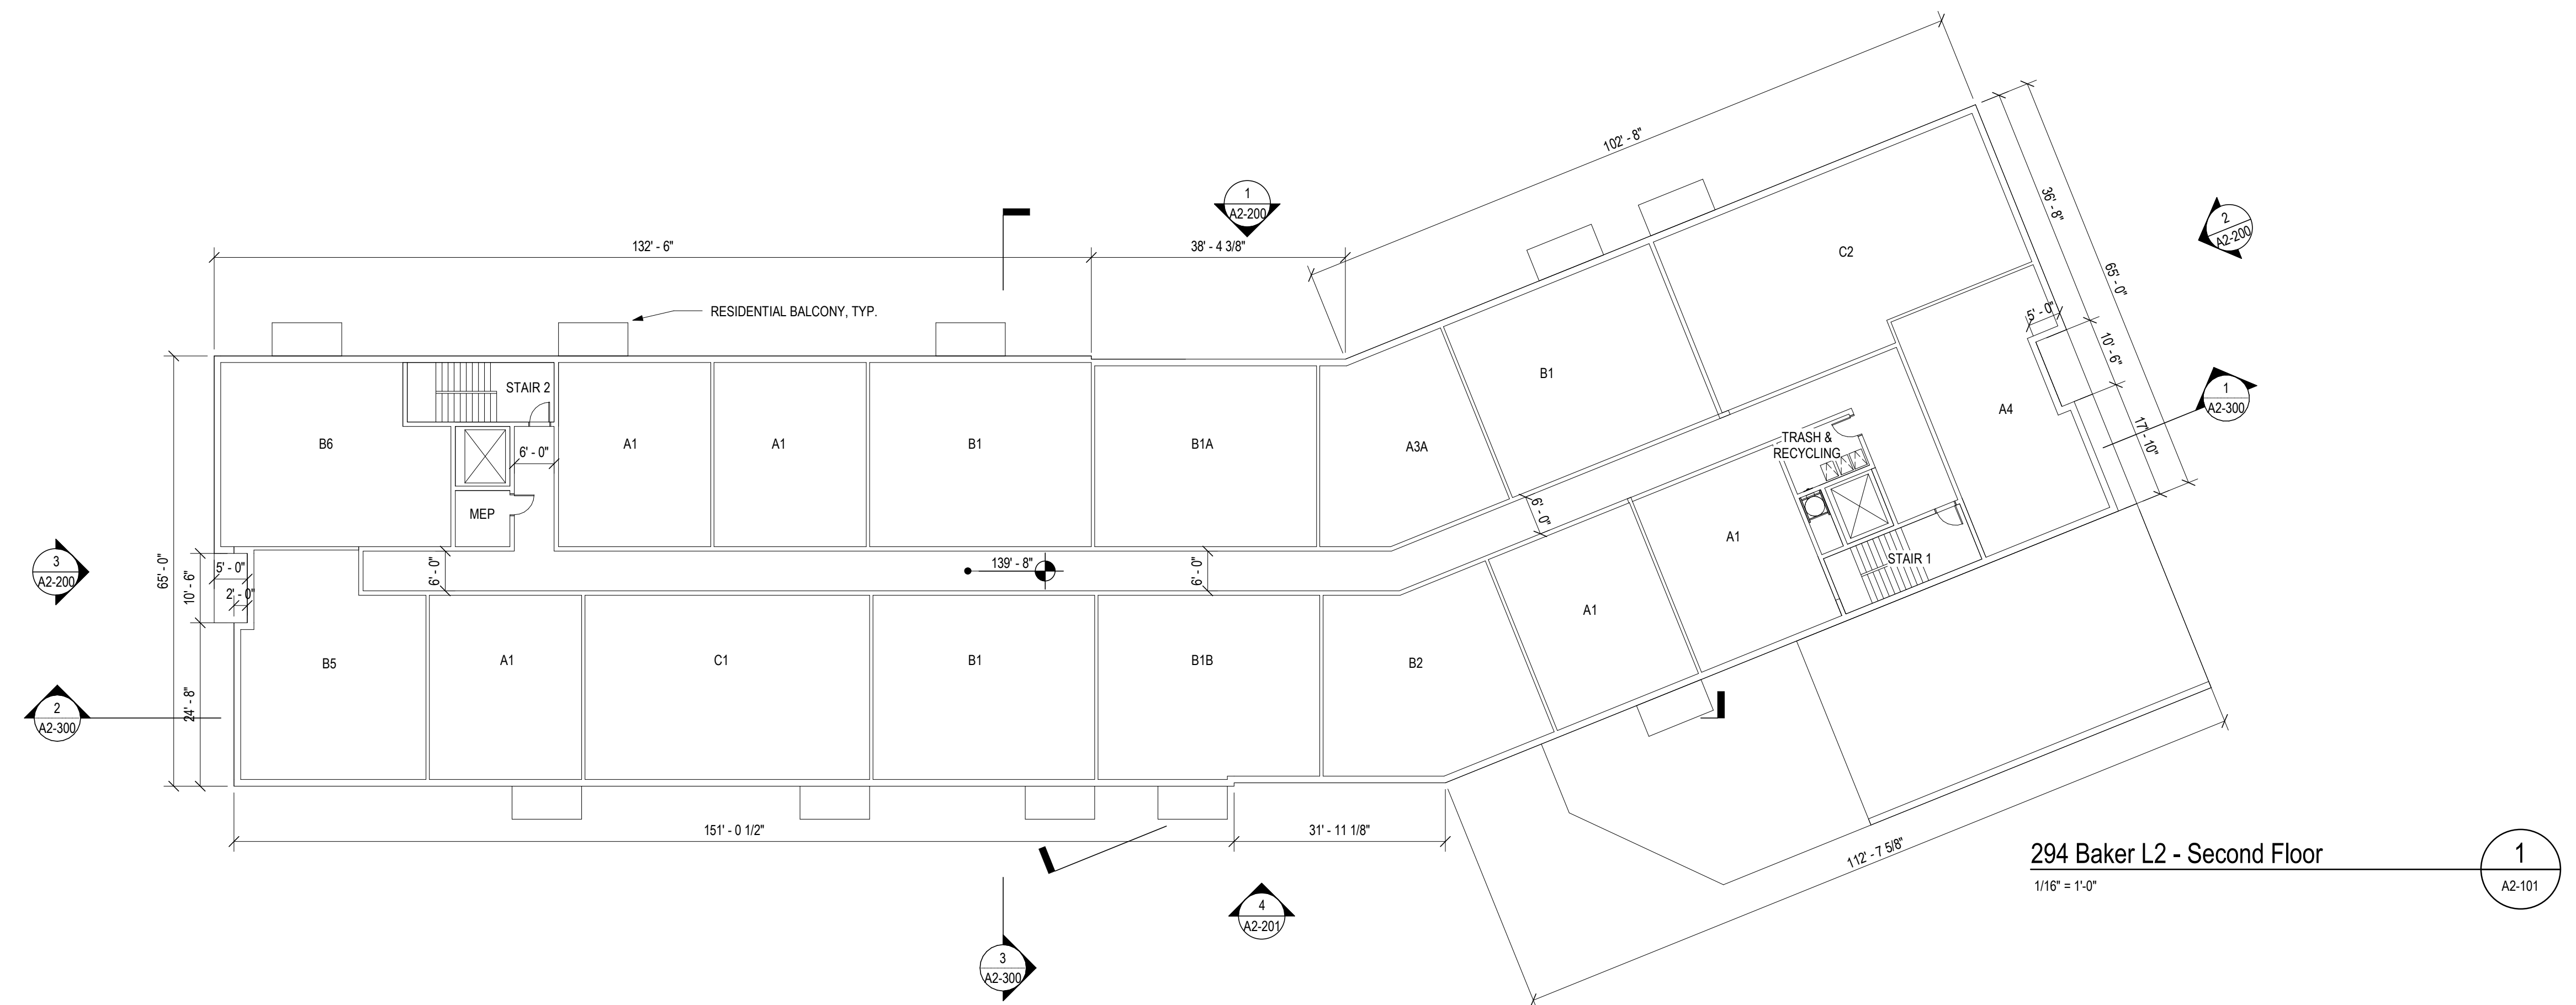 102' - 8"
36' - 8"
65' - 0"
2
A2-200
1
A2-200
132' - 6"
38' - 4 3/8"
C2
RESIDENTIAL BALCONY, TYP.
5' - 0"
10' - 6"
STAIR 2
B1
1
A2-300
A4
17' - 10"
B6
A1
A1
B1
B1A
A3A
TRASH &
RECYCLING
6' - 0"
MEP
6' - 0"
A1
STAIR 1
3
A2-200
65' - 0"
5' - 0"
10' - 6"
2' - 0"
6' - 0"
139' - 8"
6' - 0"
A1
B5
A1
C1
B1
B1B
B2
24' - 8"
2
A2-300
151' - 0 1/2"
31' - 11 1/8"
112' - 7 5/8"
294 Baker L2 - Second Floor
1
1/16" = 1'-0"
A2-101
4
A2-201
3
A2-300